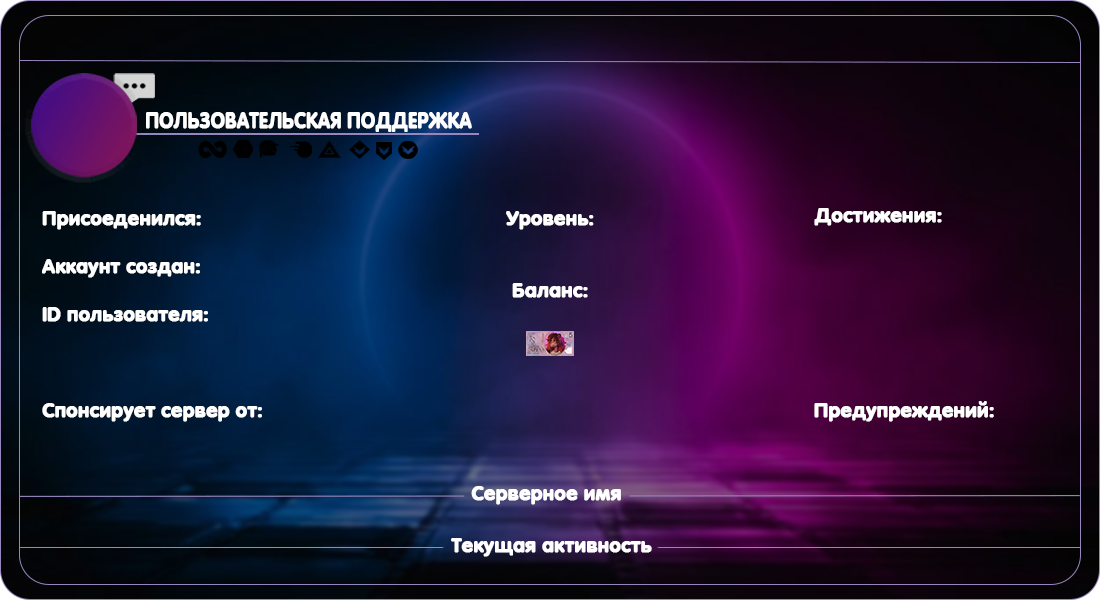 ПОЛЬЗОВАТЕЛЬСКАЯ ПОДДЕРЖКА
Присоеденился:
Уровень:
Достижения:
Аккаунт создан:
Баланс:
ID пользователя:
Спонсирует сервер от:
Предупреждений:
Серверное имя
Текущая активность